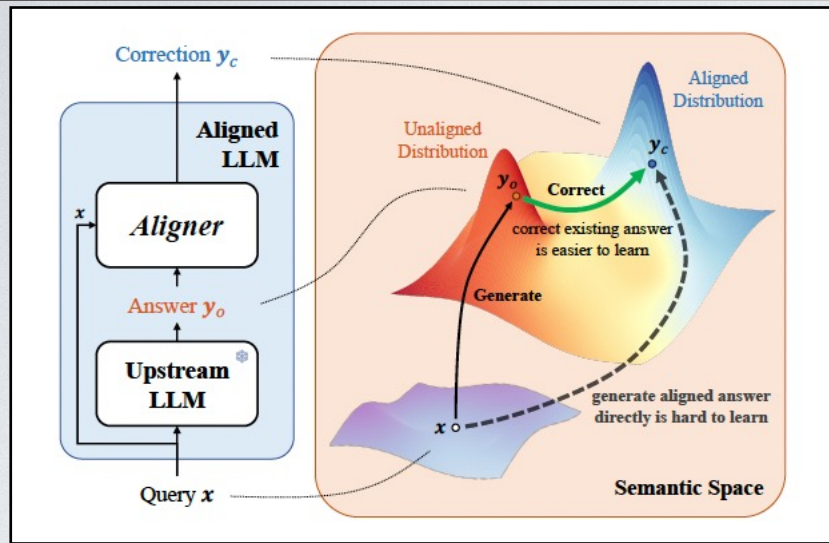 Correction y_c
Aligned
LLM
x
Aligner
Answer y_o
Upstream
LLM
Query x
Aligned
Distribution
Unaligned
Distribution
y_c
y_o
Correct
correct existing answer
is easier to learn
Generate
generate aligned answer
directly is hard to learn
x
Semantic Space